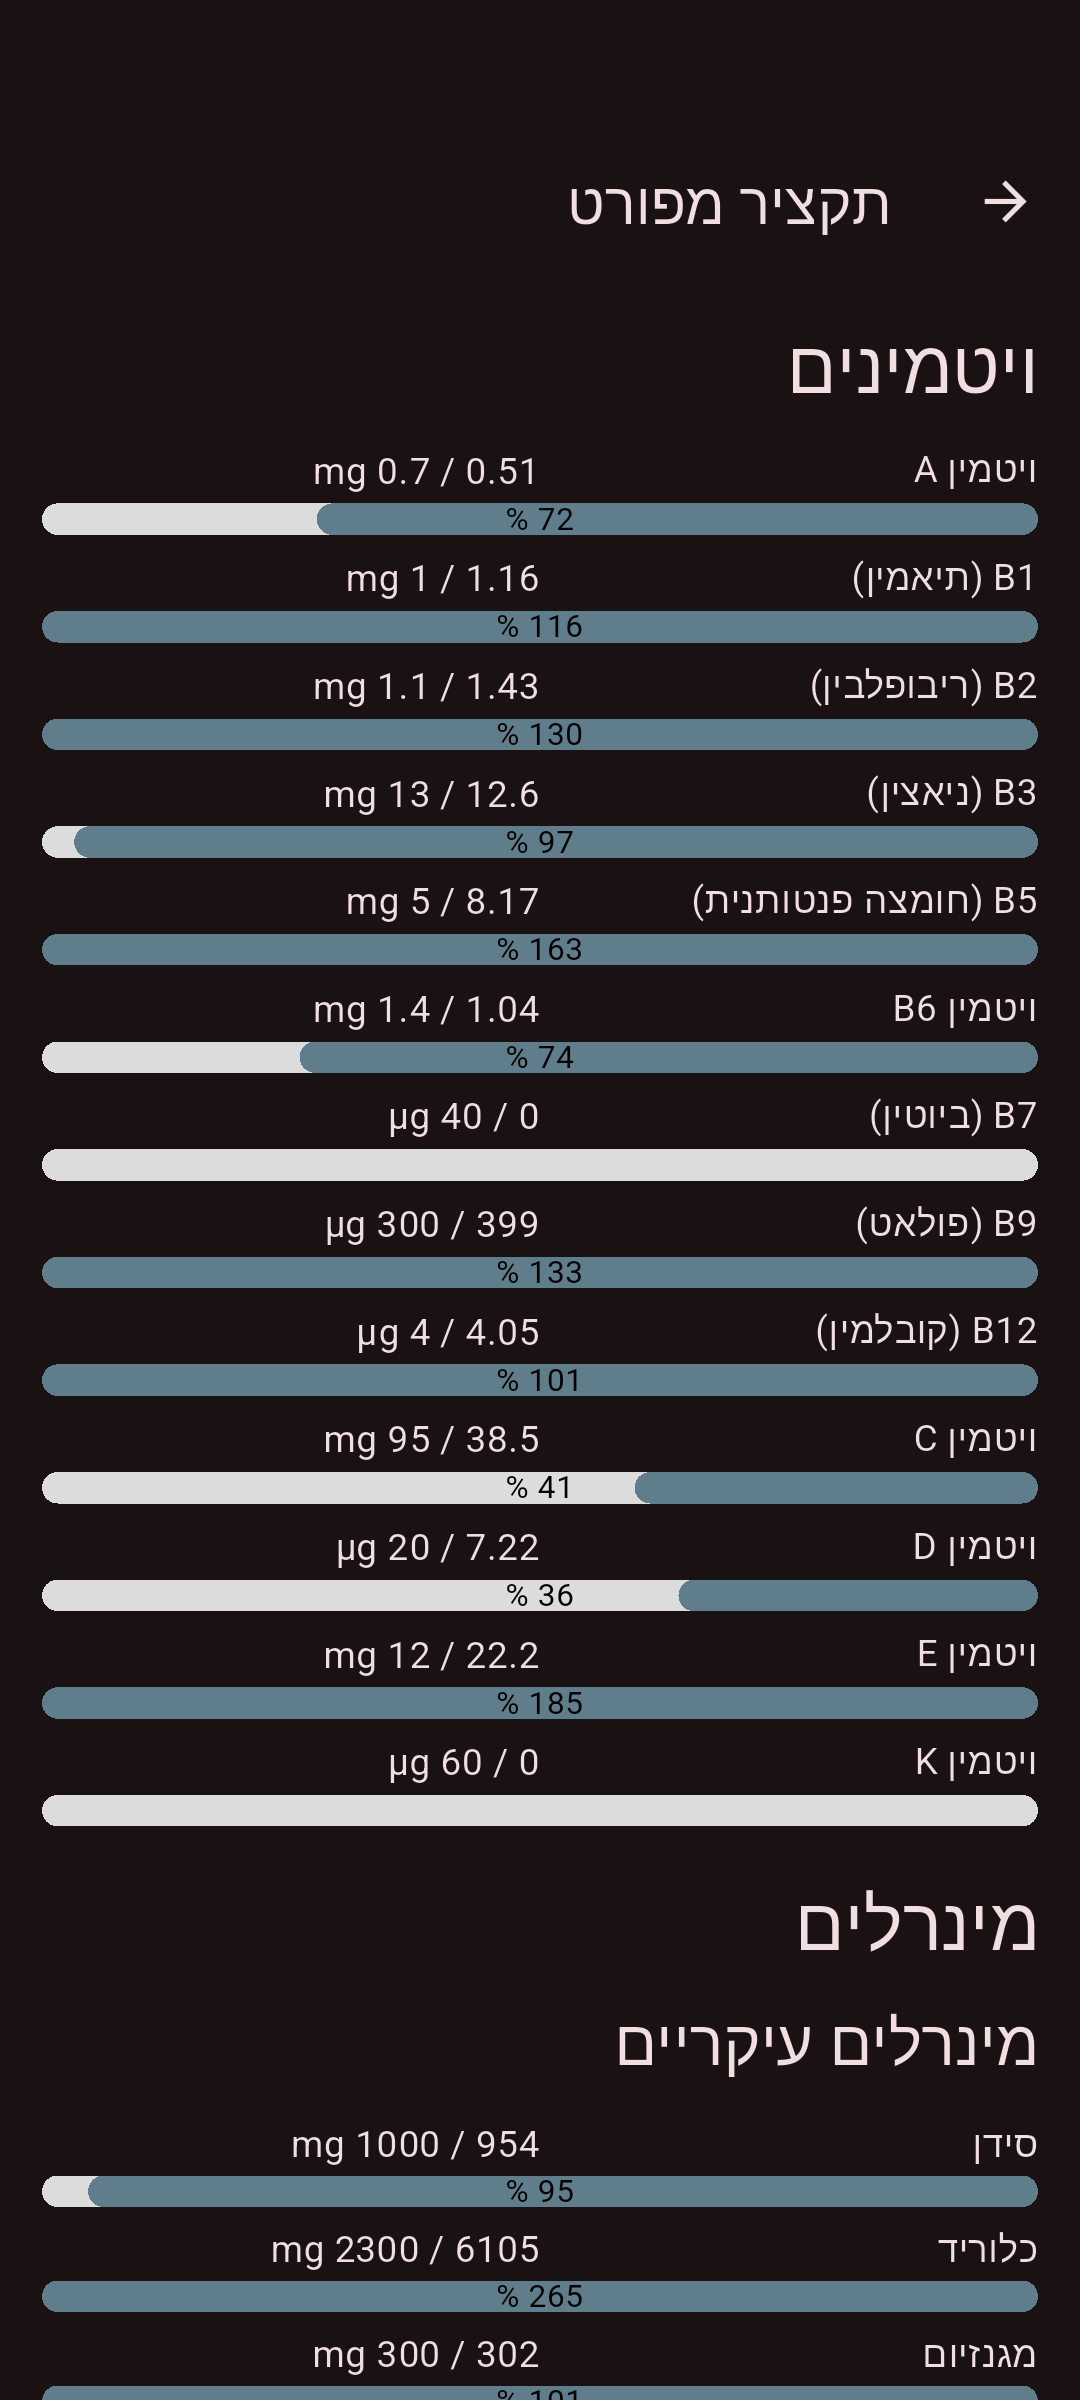 תקציר מפורט
ויטמינים
ויטמין A
0.51 / 0.7 mg
72 %
B1 (תיאמין)
1.16 / 1 mg
116 %
B2 (ריבופלבין)
1.43 / 1.1 mg
130 %
B3 (ניאצין)
12.6 / 13 mg
97 %
B5 (חומצה פנטותנית)
8.17 / 5 mg
163 %
ויטמין B6
1.04 / 1.4 mg
74 %
B7 (ביוטין)
0 / 40 µg
B9 (פולאט)
399 / 300 µg
133 %
B12 (קובלמין)
4.05 / 4 µg
101 %
ויטמין C
38.5 / 95 mg
41 %
ויטמין D
7.22 / 20 µg
36 %
ויטמין E
22.2 / 12 mg
185 %
ויטמין K
0 / 60 µg
מינרלים
מינרלים עיקריים
סידן
954 / 1000 mg
95 %
כלוריד
6105 / 2300 mg
265 %
מגנזיום
302 / 300 mg
101 %